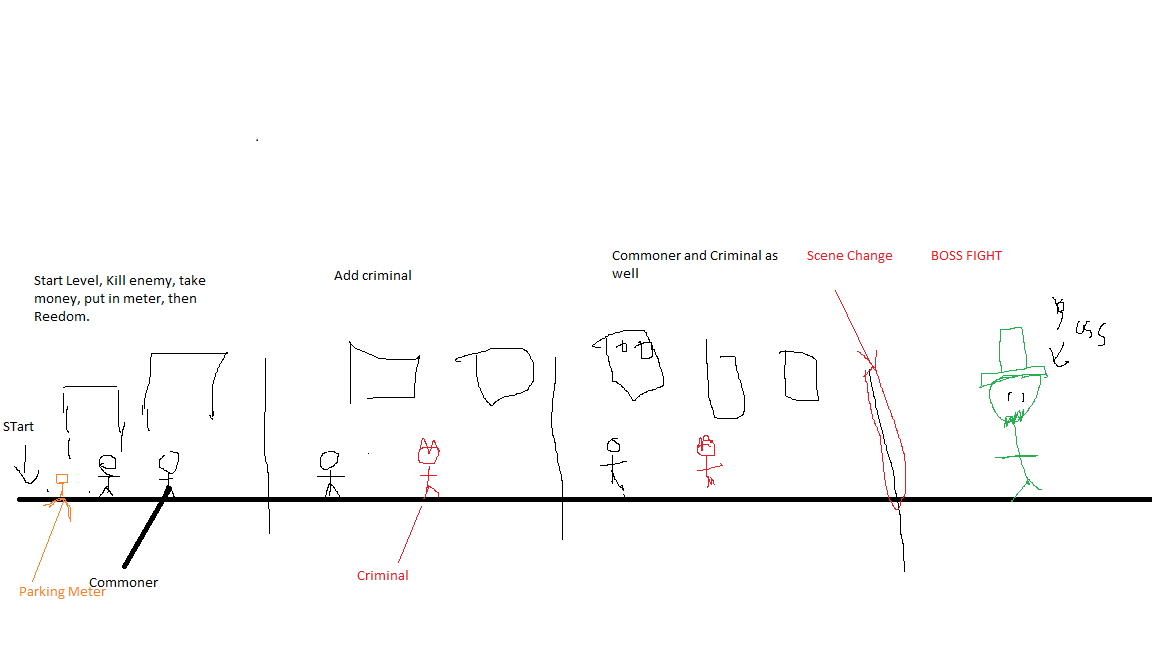 Commoner and Criminal as
well
Scene Change
BOSS FIGHT
Start Level, Kill enemy, take
money, put in meter, then
Reedom.
Add criminal
Boss
STart
Parking Meter
Commoner
Criminal